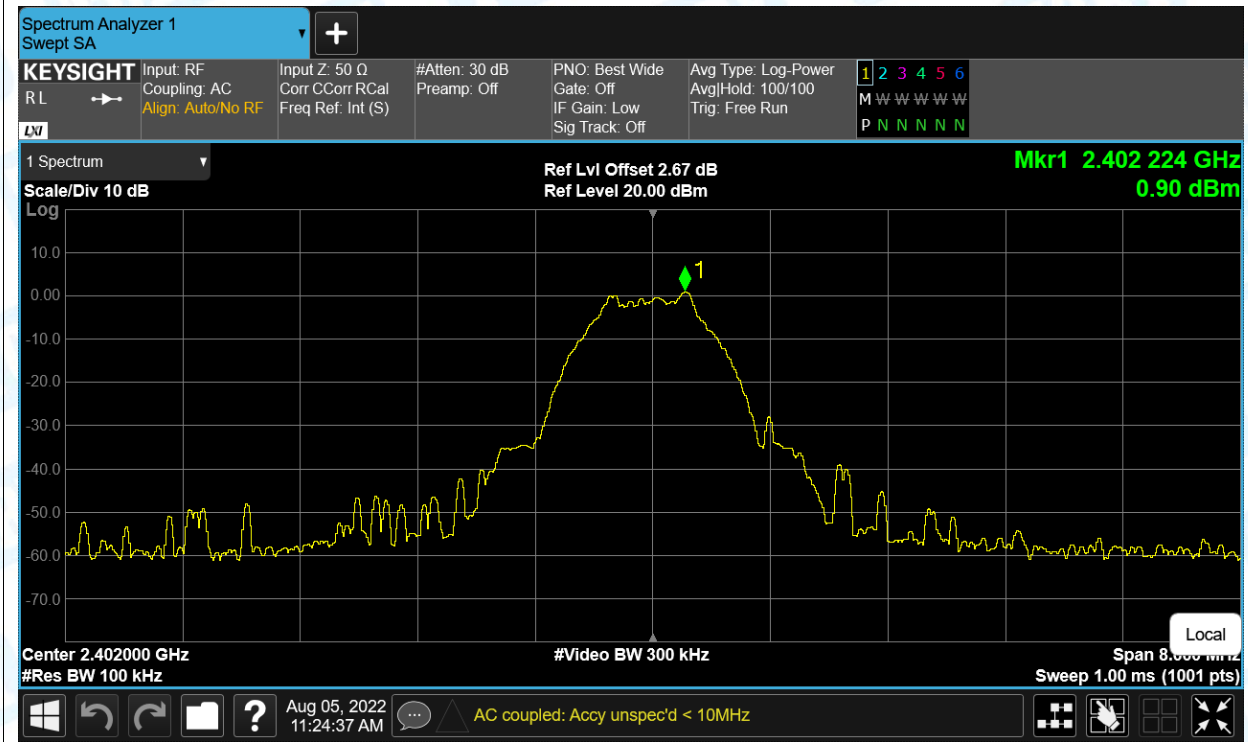 Spectrum Analyzer 1
Swept SA
+
KEYSIGHT
R L
LXI
Input: RF
Coupling: AC
Align: Auto/No RF
Input Z: 50 Ω
Corr CCorr RCal
Freq Ref: Int (S)
#Atten: 30 dB
Preamp: Off
PNO: Best Wide
Gate: Off
IF Gain: Low
Sig Track: Off
Avg Type: Log-Power
Avg|Hold: 100/100
Trig: Free Run
1 2 3 4 5 6
M W W W W W W
P N N N N N N
1 Spectrum
Scale/Div 10 dB
Log
Ref Lvl Offset 2.67 dB
Ref Level 20.00 dBm
Mkr1 2.402 224 GHz
0.90 dBm
1
10.0
0.00
-10.0
-20.0
-30.0
-40.0
-50.0
-60.0
-70.0
Local
Center 2.402000 GHz
#Res BW 100 kHz
#Video BW 300 kHz
Span 8.000 MHz
Sweep 1.00 ms (1001 pts)
?
Aug 05, 2022
11:24:37 AM
AC coupled: Accy unspec'd < 10MHz